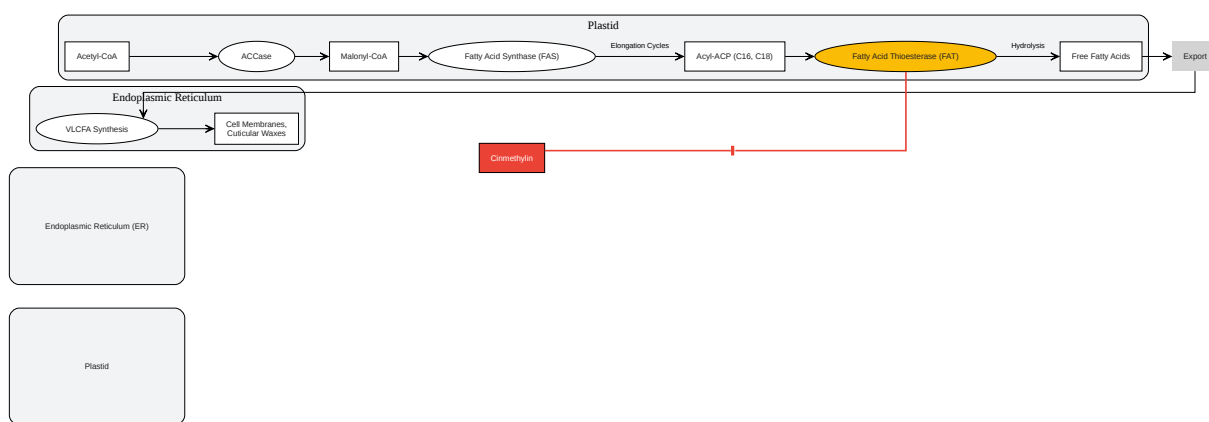 Plastid
Acetyl-CoA
ACCase
Malonyl-CoA
Fatty Acid Synthase (FAS)
Elongation Cycles
Acyl-ACP (C16, C18)
Fatty Acid Thioesterase (FAT)
Hydrolysis
Free Fatty Acids
Export
Endoplasmic Reticulum
VLCFA Synthesis
Cell Membranes,
Cuticular Waxes
Cinmethylin
Endoplasmic Reticulum (ER)
Plastid